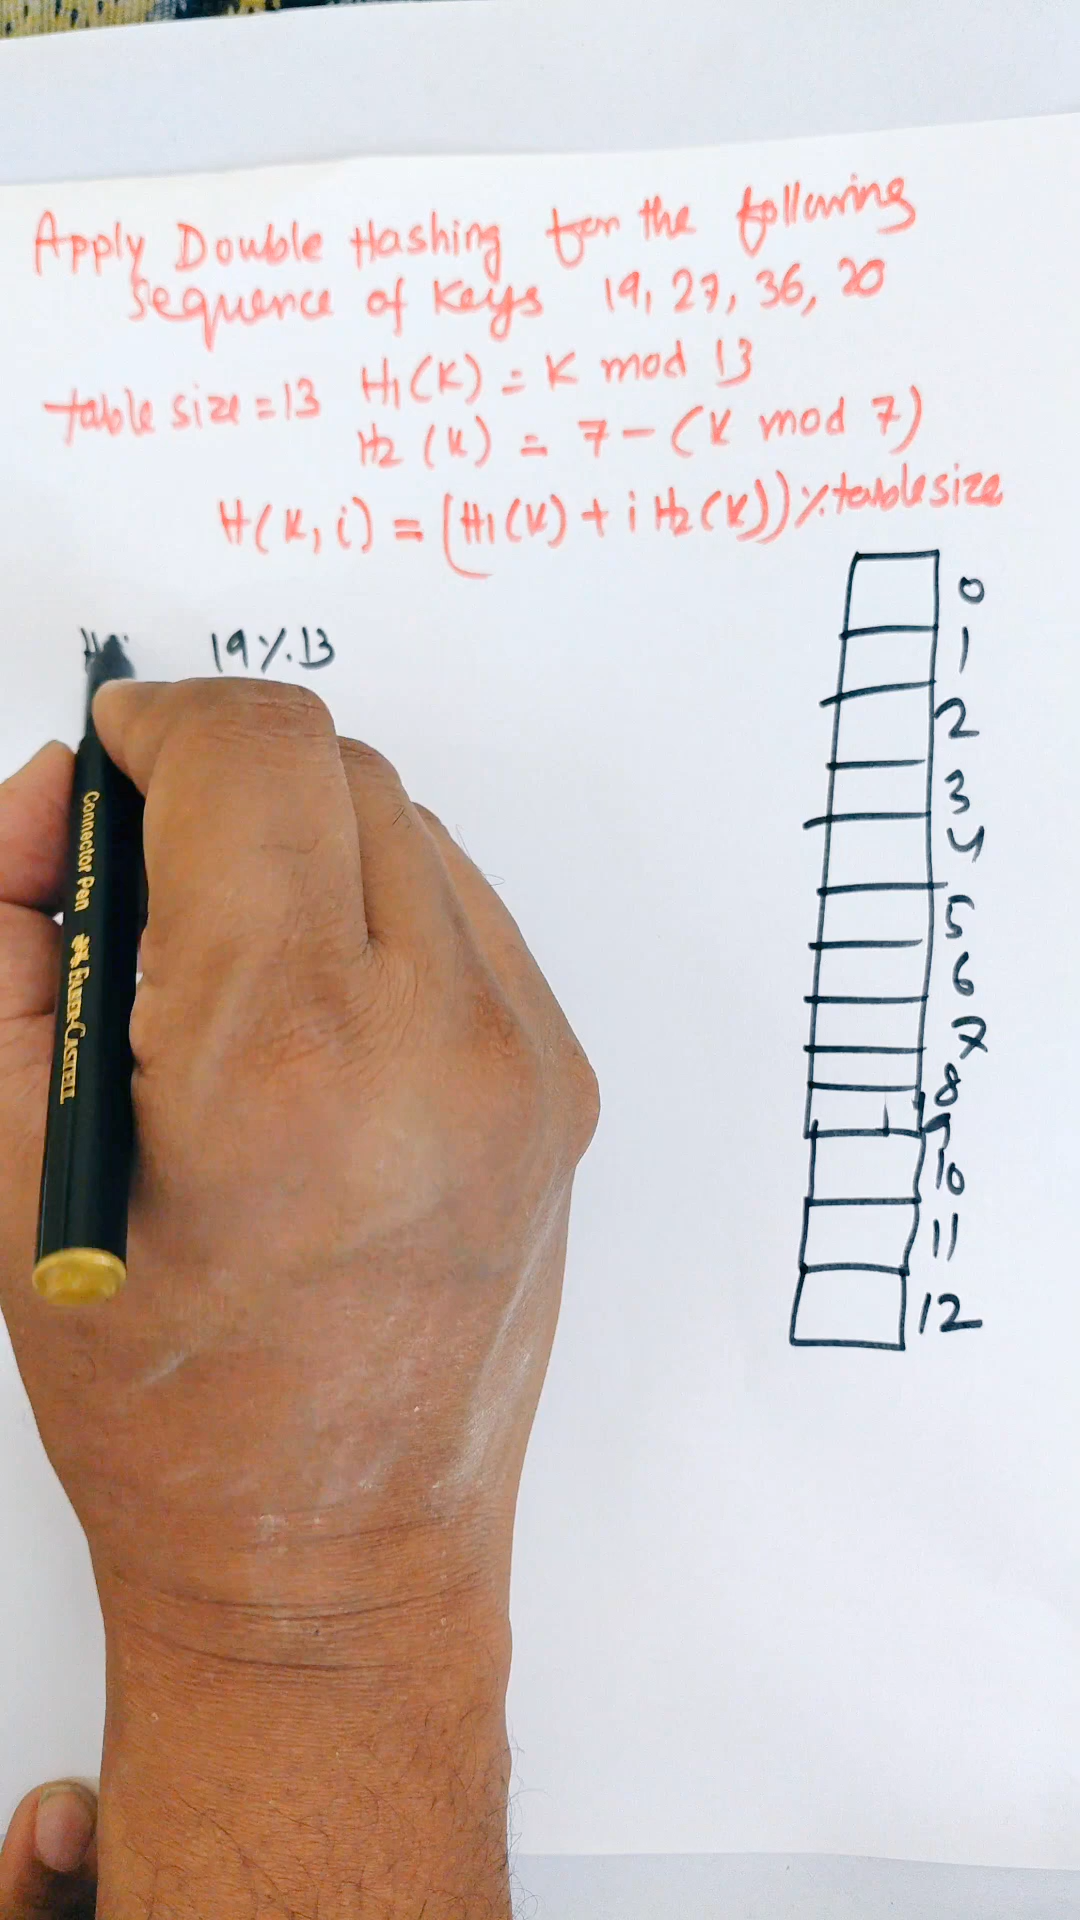 Apply Double Hashing for the following
Sequence of Keys 19, 27, 36, 20
table size = 13 H1(K) = K mod 13
H2 (K) = 7 - (K mod 7)
H(K, i) = (H1(K) + i H2(K)) % table size
19 % 13
0
1
2
3
4
5
6
7
8
9
10
11
12
Connector Pen FABER-CASTELL